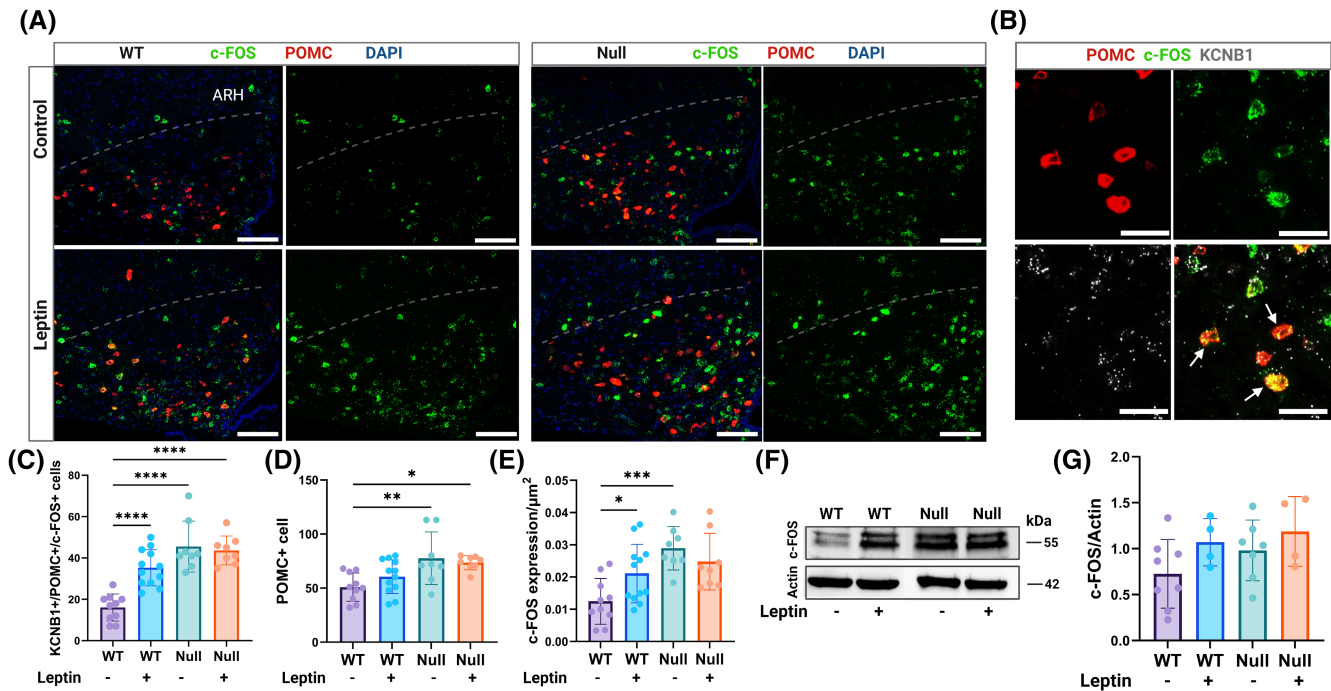 (A)
WT c-FOS POMC DAPI
Null c-FOS POMC DAPI
Control
ARH
Leptin
(B)
POMC c-FOS KCNB1
(C)
KCNB1+/POMC+/c-FOS+ cells
80
60
40
20
0
****
****
****
WT WT Null Null
Leptin - + - +
(D)
POMC+ cell
150
100
50
0
*
**
WT WT Null Null
Leptin - + - +
(E)
c-FOS expression/µm²
0.05
0.04
0.03
0.02
0.01
0.00
***
*
WT WT Null Null
Leptin - + - +
(F)
WT WT Null Null
kDa
c-FOS
55
Actin
42
Leptin - + - +
(G)
c-FOS/Actin
2.0
1.5
1.0
0.5
0.0
WT WT Null Null
Leptin - + - +